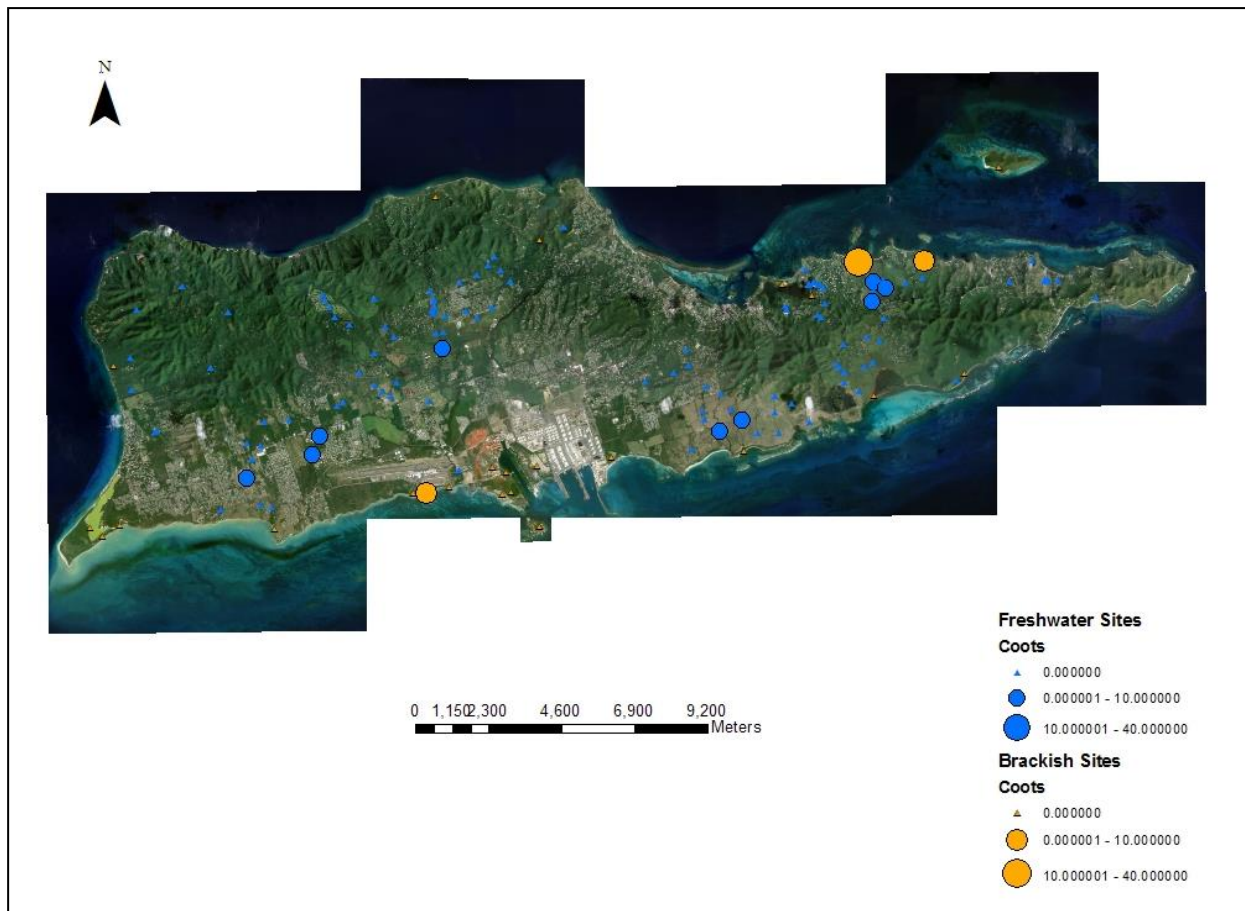 N
0 1,150 2,300 4,600 6,900 9,200
Meters
Freshwater Sites
Coots
0.000000
0.000001 - 10.000000
10.000001 - 40.000000
Brackish Sites
Coots
0.000000
0.000001 - 10.000000
10.000001 - 40.000000